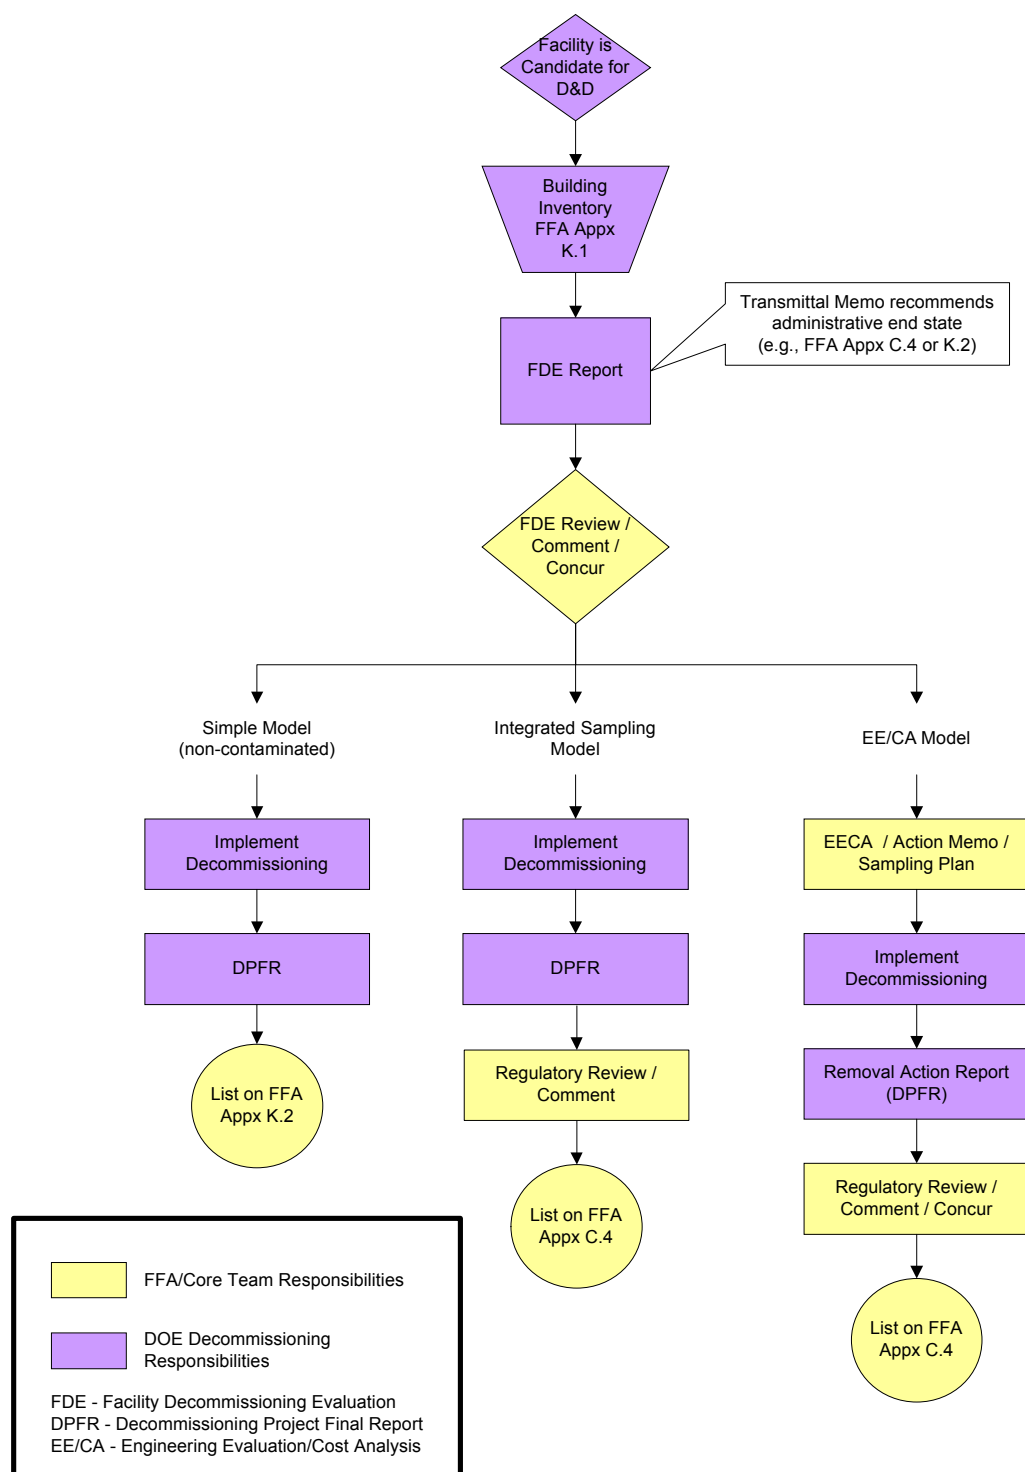 Facility is
Candidate for
D&D
Building
Inventory
FFA Appx
K.1
Transmittal Memo recommends
administrative end state
(e.g., FFA Appx C.4 or K.2)
FDE Report
FDE Review /
Comment /
Concur
Simple Model
(non-contaminated)
Integrated Sampling
Model
EE/CA Model
Implement
Decommissioning
Implement
Decommissioning
EECA / Action Memo /
Sampling Plan
DPFR
DPFR
Implement
Decommissioning
List on FFA
Appx K.2
Regulatory Review /
Comment
Removal Action Report
(DPFR)
List on FFA
Appx C.4
Regulatory Review /
Comment / Concur
List on FFA
Appx C.4
FFA/Core Team Responsibilities
DOE Decommissioning
Responsibilities
FDE - Facility Decommissioning Evaluation
DPFR - Decommissioning Project Final Report
EE/CA - Engineering Evaluation/Cost Analysis